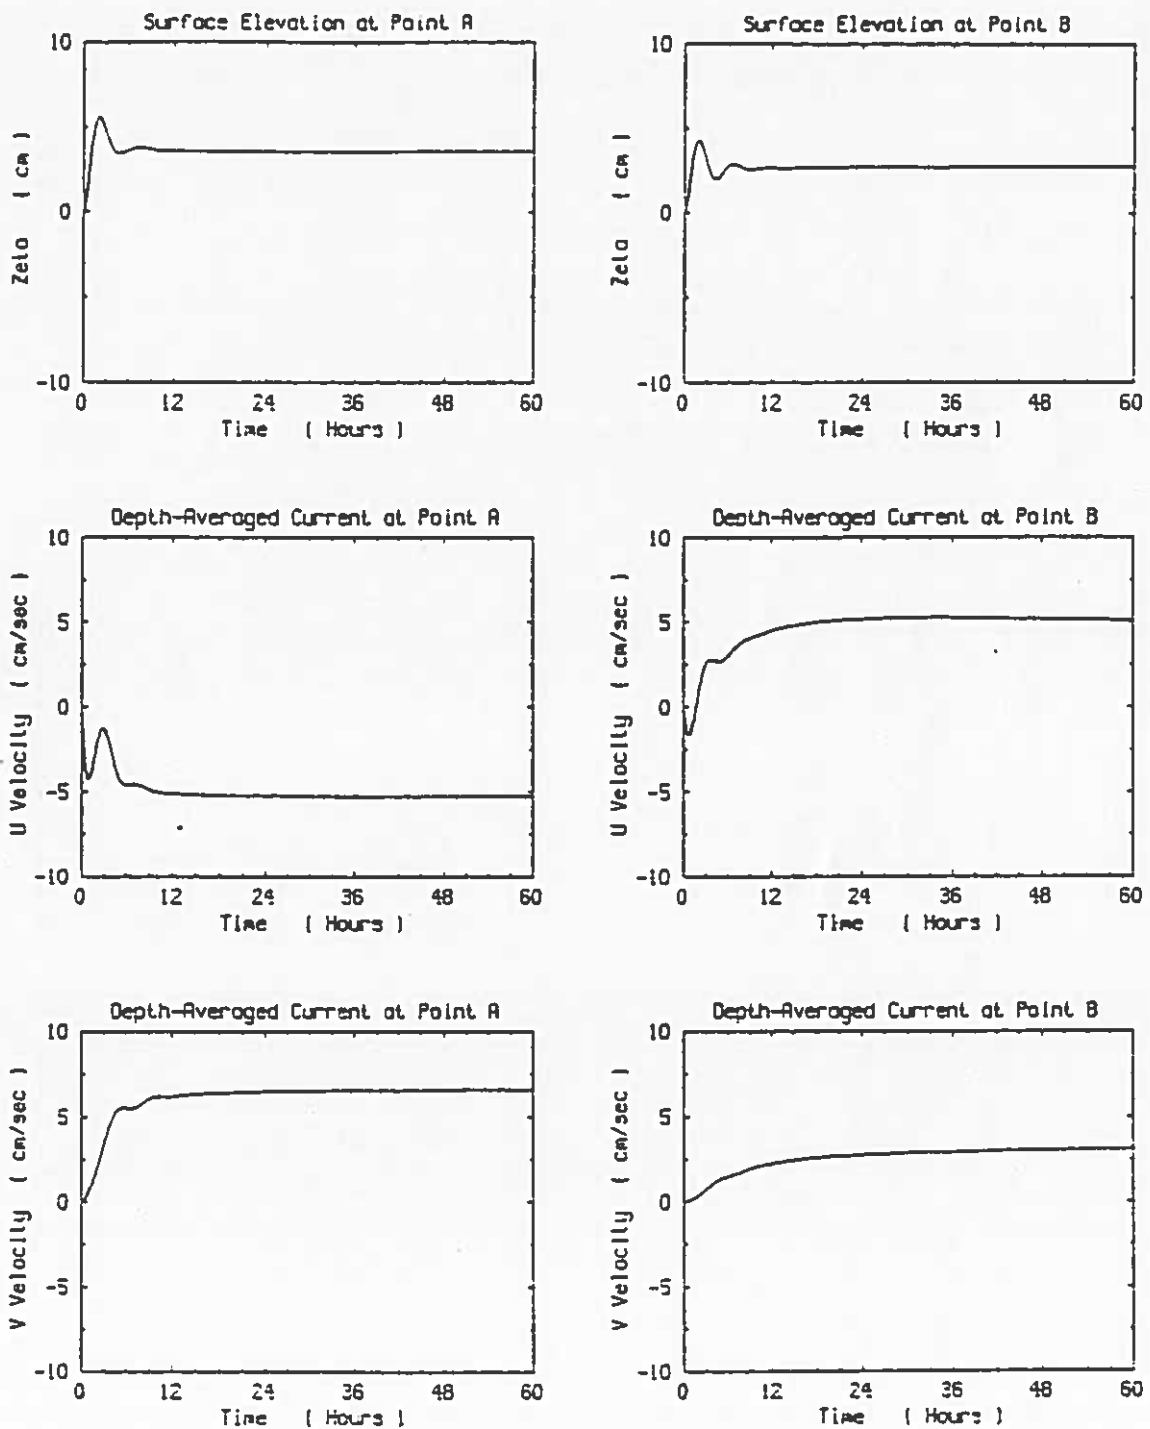 Surface Elevation at Point A
10
0
-10
Zeta ( cm )
0 12 24 36 48 60
Time ( Hours )
Surface Elevation at Point B
10
0
-10
Zeta ( cm )
0 12 24 36 48 60
Time ( Hours )
Depth-Averaged Current at Point A
10
5
0
-5
-10
U Velocity ( cm/sec )
0 12 24 36 48 60
Time ( Hours )
Depth-Averaged Current at Point B
10
5
0
-5
-10
U Velocity ( cm/sec )
0 12 24 36 48 60
Time ( Hours )
Depth-Averaged Current at Point A
10
5
0
-5
-10
V Velocity ( cm/sec )
0 12 24 36 48 60
Time ( Hours )
Depth-Averaged Current at Point B
10
5
0
-5
-10
V Velocity ( cm/sec )
0 12 24 36 48 60
Time ( Hours )